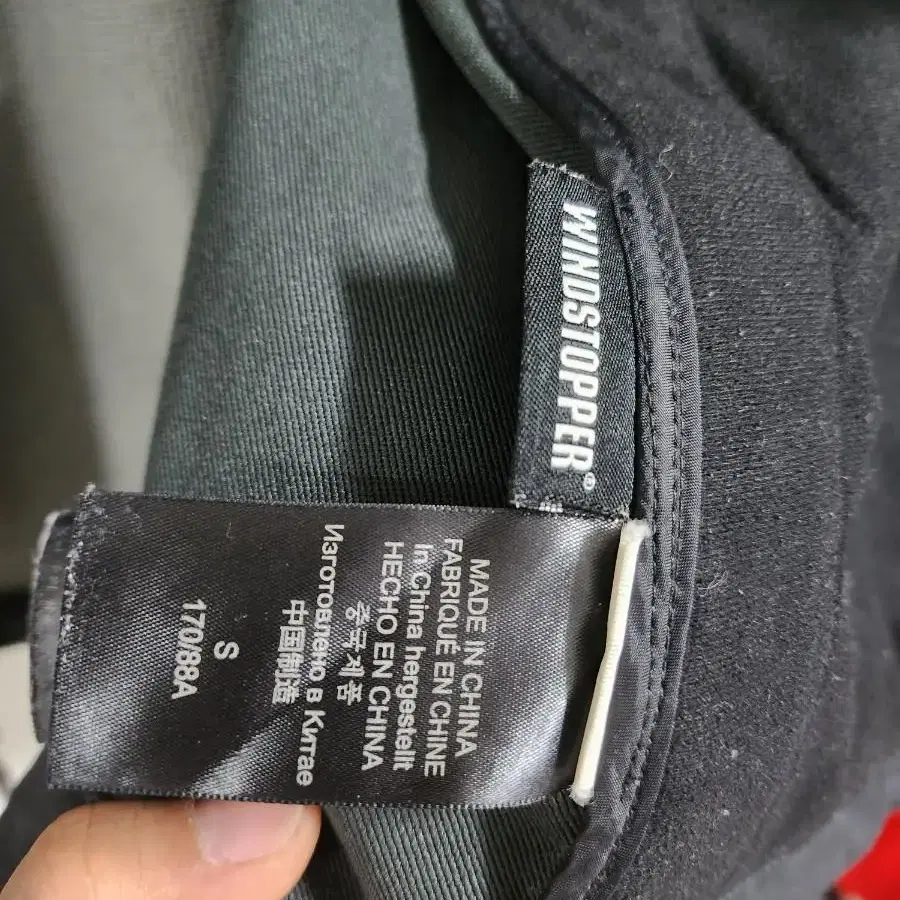 WINDSTOPPER®
MADE IN CHINA
FABRIQUÉ EN CHINE
In China hergestellt
HECHO EN CHINA
중국제품
Изготовлено в Китае
中国制造
S
170/88A